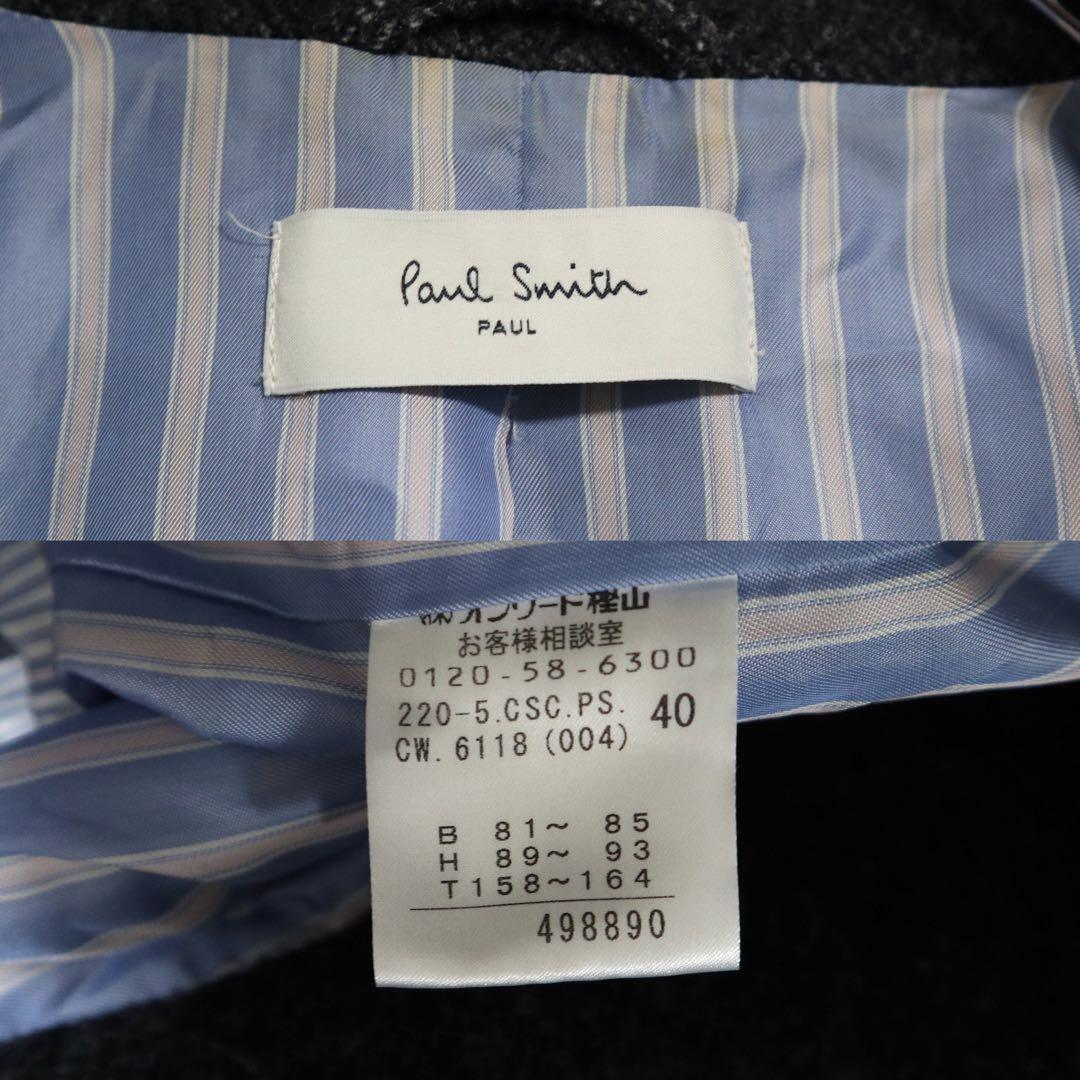 Paul Smith
PAUL
㈱オンワード樫山
お客様相談室
0120-58-6300
220-5.CSC.PS. 40
CW.6118(004)
B 81~ 85
H 89~ 93
T158~164
498890